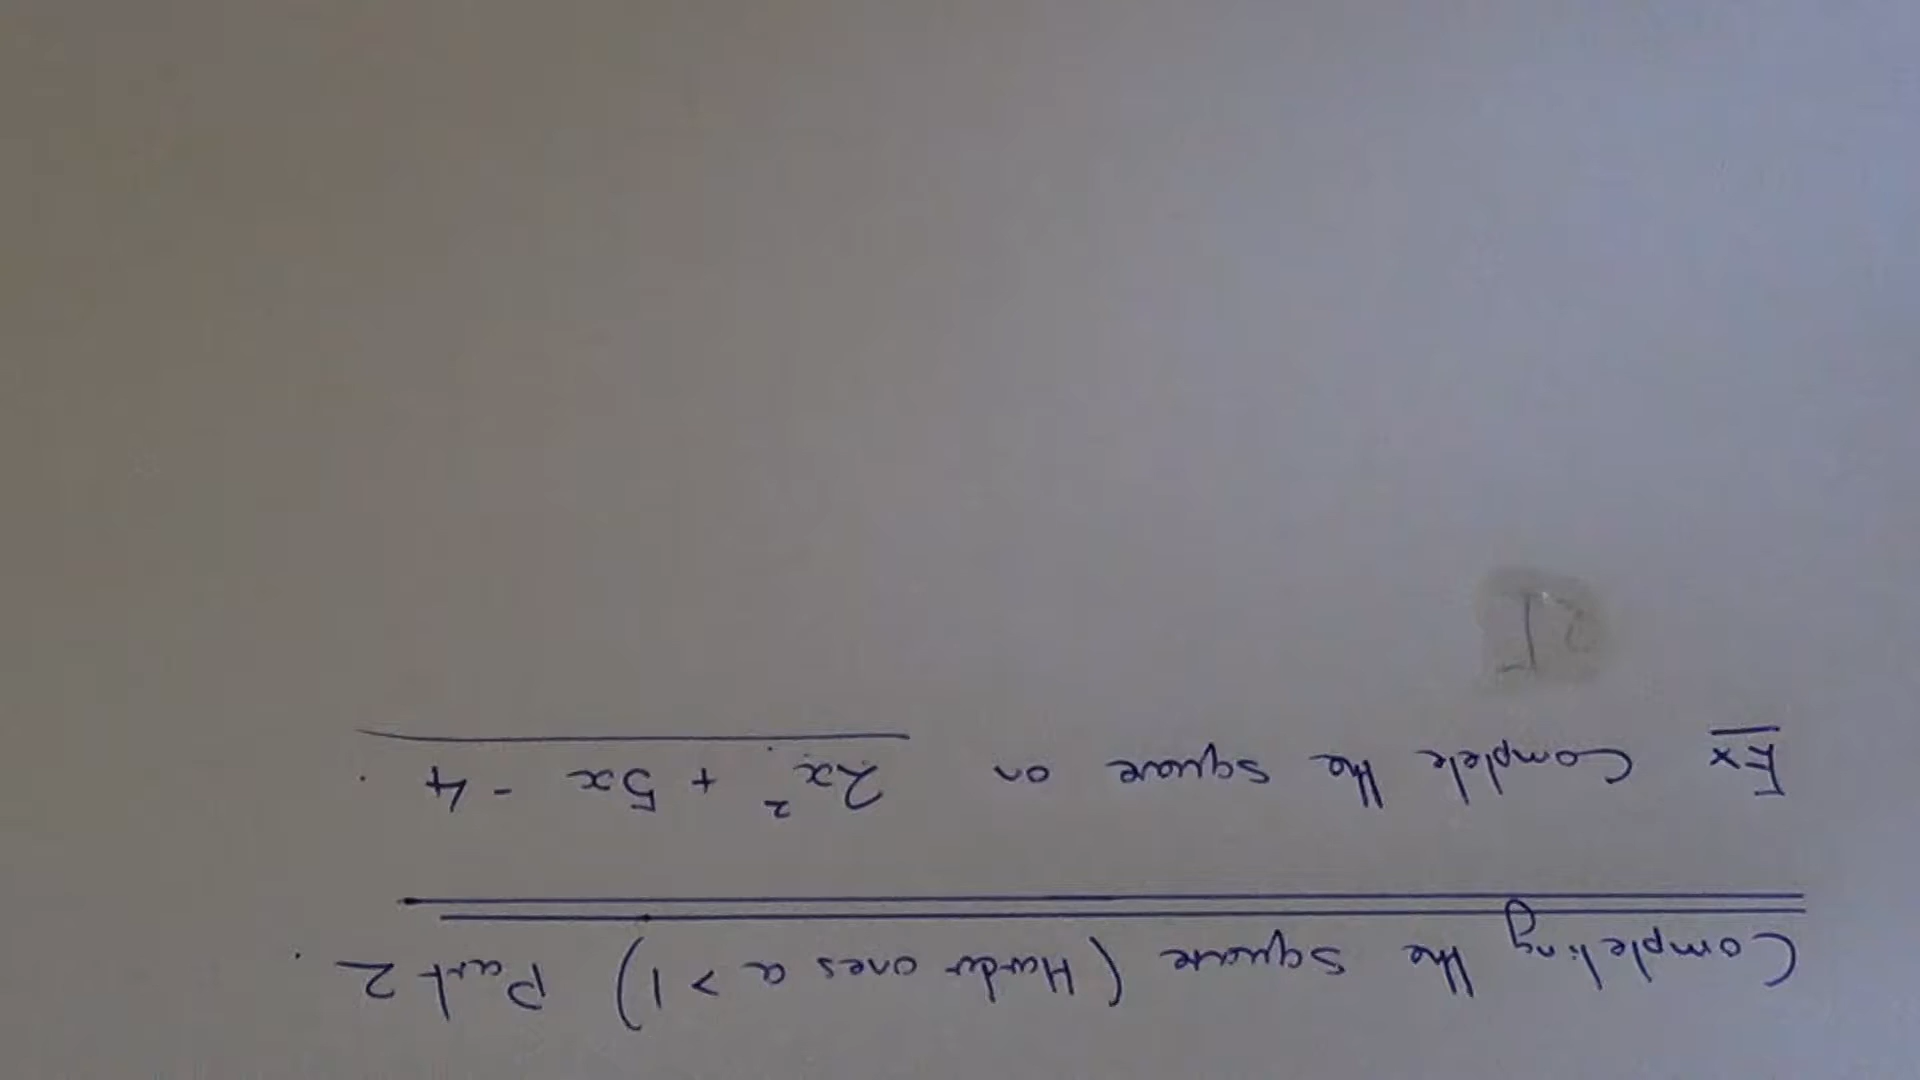 Completing the square (Harder ones a > 1) Part 2.
Ex Complete the square on 2x² + 5x - 4.